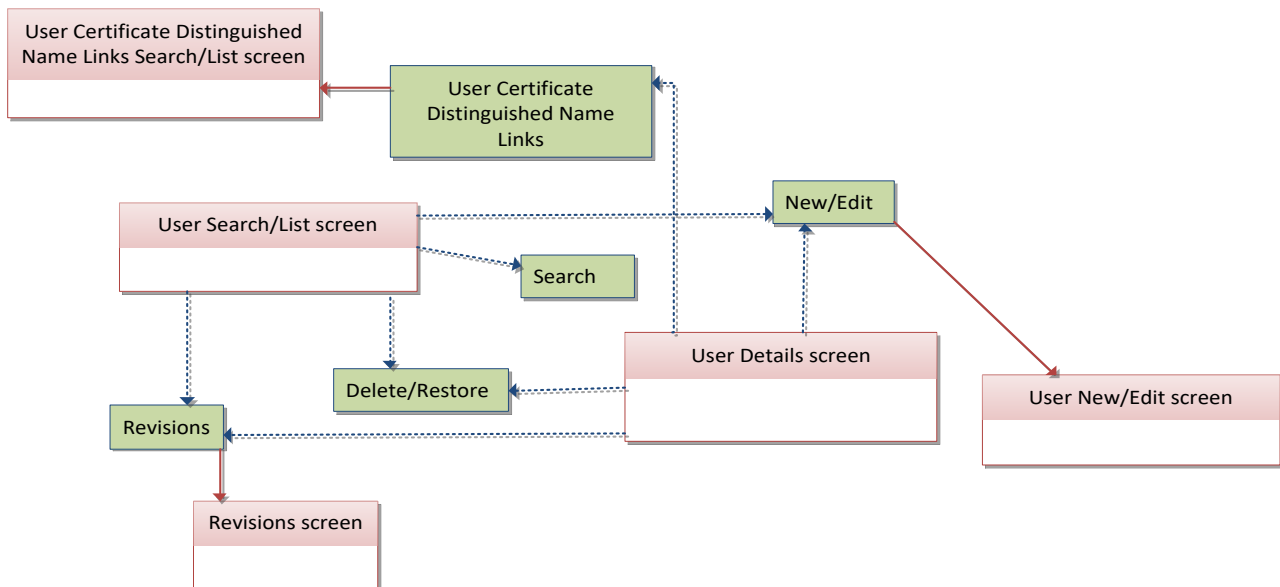 User Certificate Distinguished
Name Links Search/List screen
User Certificate
Distinguished Name
Links
New/Edit
User Search/List screen
Search
User Details screen
Delete/Restore
User New/Edit screen
Revisions
Revisions screen